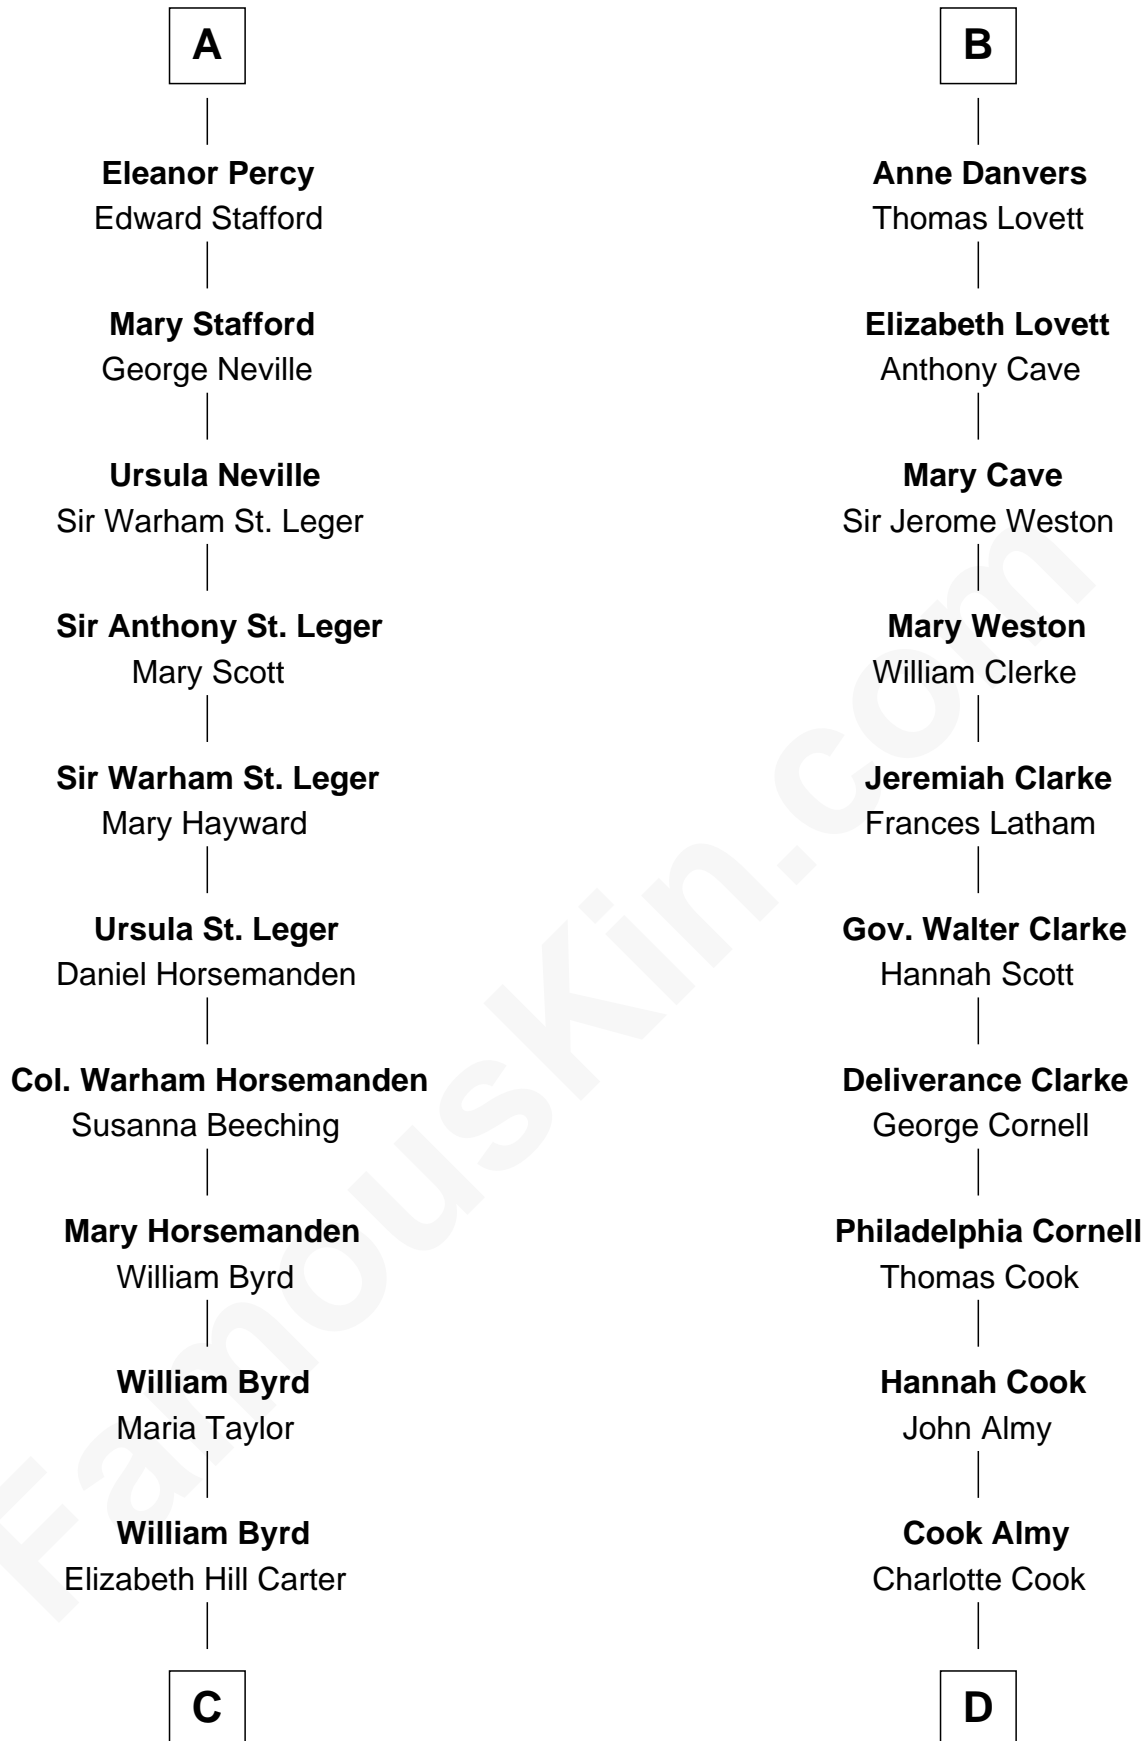 A
Eleanor Percy
Edward Stafford
Mary Stafford
George Neville
Ursula Neville
Sir Warham St. Leger
Sir Anthony St. Leger
Mary Scott
Sir Warham St. Leger
Mary Hayward
Ursula St. Leger
Daniel Horsemanden
Col. Warham Horsemanden
Susanna Beeching
Mary Horsemanden
William Byrd
William Byrd
Maria Taylor
William Byrd
Elizabeth Hill Carter
C
B
Anne Danvers
Thomas Lovett
Elizabeth Lovett
Anthony Cave
Mary Cave
Sir Jerome Weston
Mary Weston
William Clerke
Jeremiah Clarke
Frances Latham
Gov. Walter Clarke
Hannah Scott
Deliverance Clarke
George Cornell
Philadelphia Cornell
Thomas Cook
Hannah Cook
John Almy
Cook Almy
Charlotte Cook
D
FamousKin.com